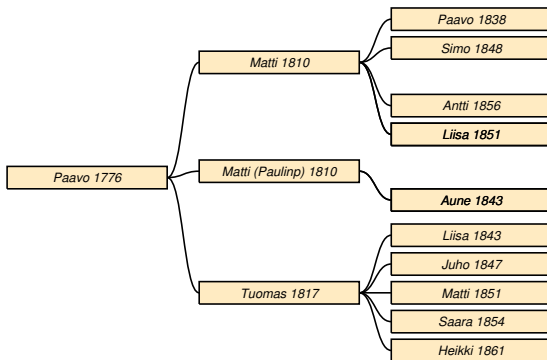 Paavo 1776
Matti 1810
Paavo 1838
Simo 1848
Antti 1856
Liisa 1851
Matti (Paulinp) 1810
Aune 1843
Tuomas 1817
Liisa 1843
Juho 1847
Matti 1851
Saara 1854
Heikki 1861